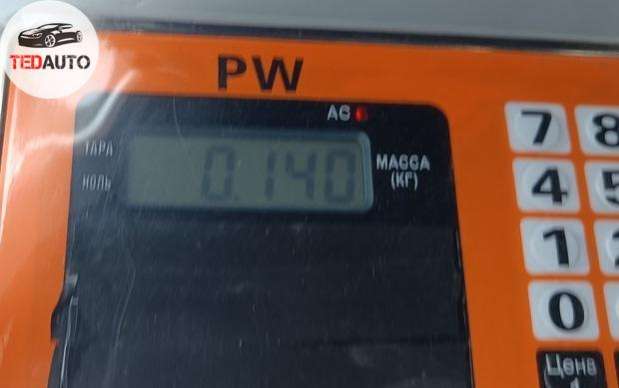 TEDAUTO
PW
AC
ТАРА
НОЛЬ
0.140
МАССА
(КГ)
7 8
4 5
1
0
Цена